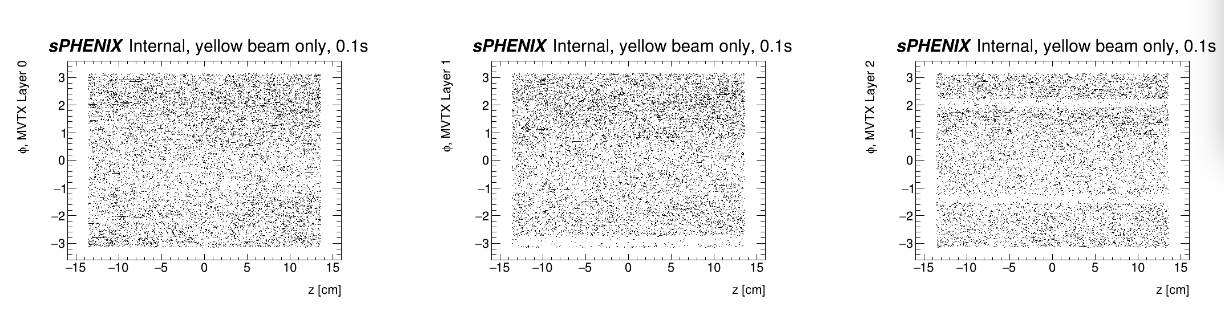 sPHENIX Internal, yellow beam only, 0.1s
φ, MVTX Layer 0
3
2
1
0
−1
−2
−3
−15 −10 −5 0 5 10 15
z [cm]
sPHENIX Internal, yellow beam only, 0.1s
φ, MVTX Layer 1
3
2
1
0
−1
−2
−3
−15 −10 −5 0 5 10 15
z [cm]
sPHENIX Internal, yellow beam only, 0.1s
φ, MVTX Layer 2
3
2
1
0
−1
−2
−3
−15 −10 −5 0 5 10 15
z [cm]